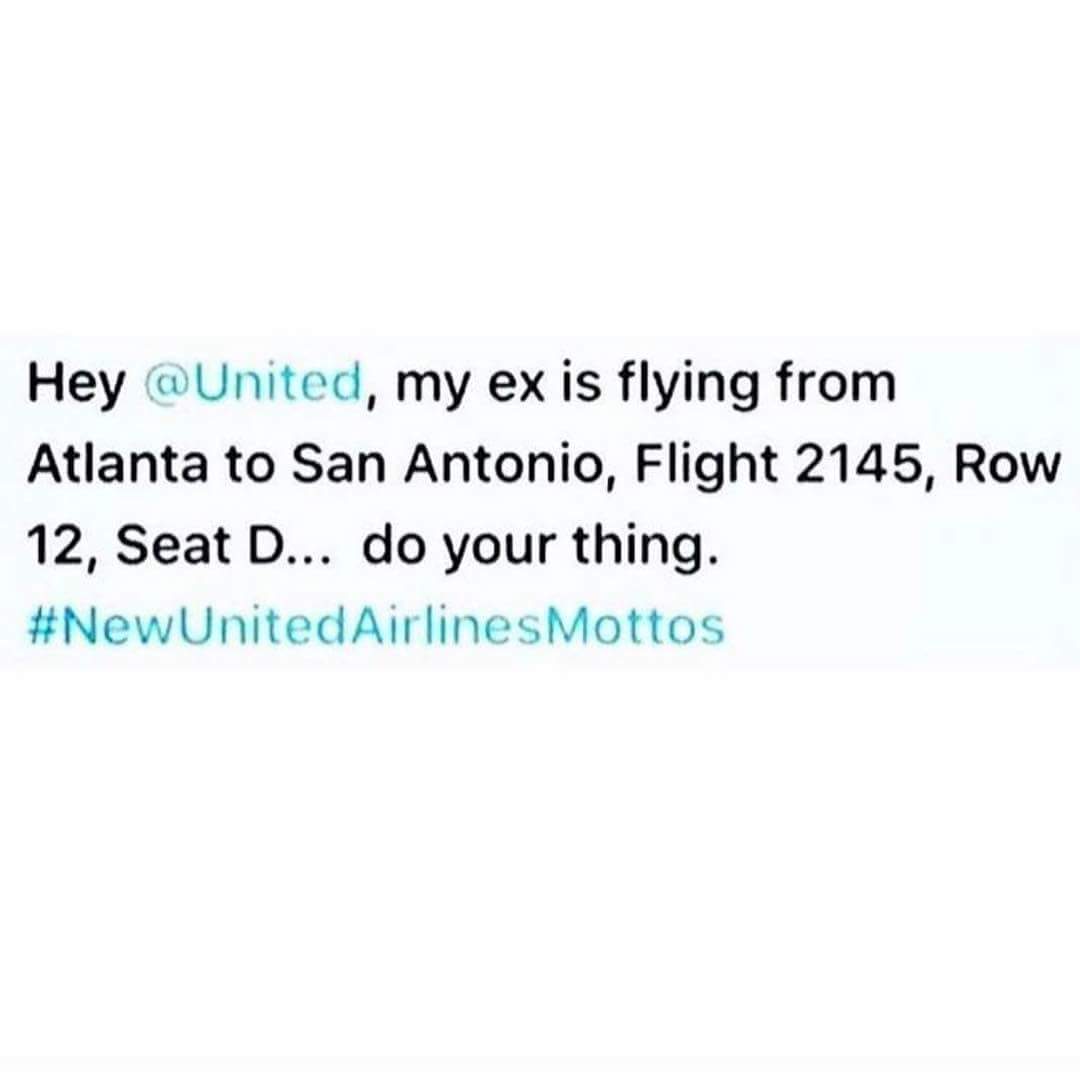 Hey @United, my ex is flying from
Atlanta to San Antonio, Flight 2145, Row
12, Seat D... do your thing.
#NewUnitedAirlinesMottos